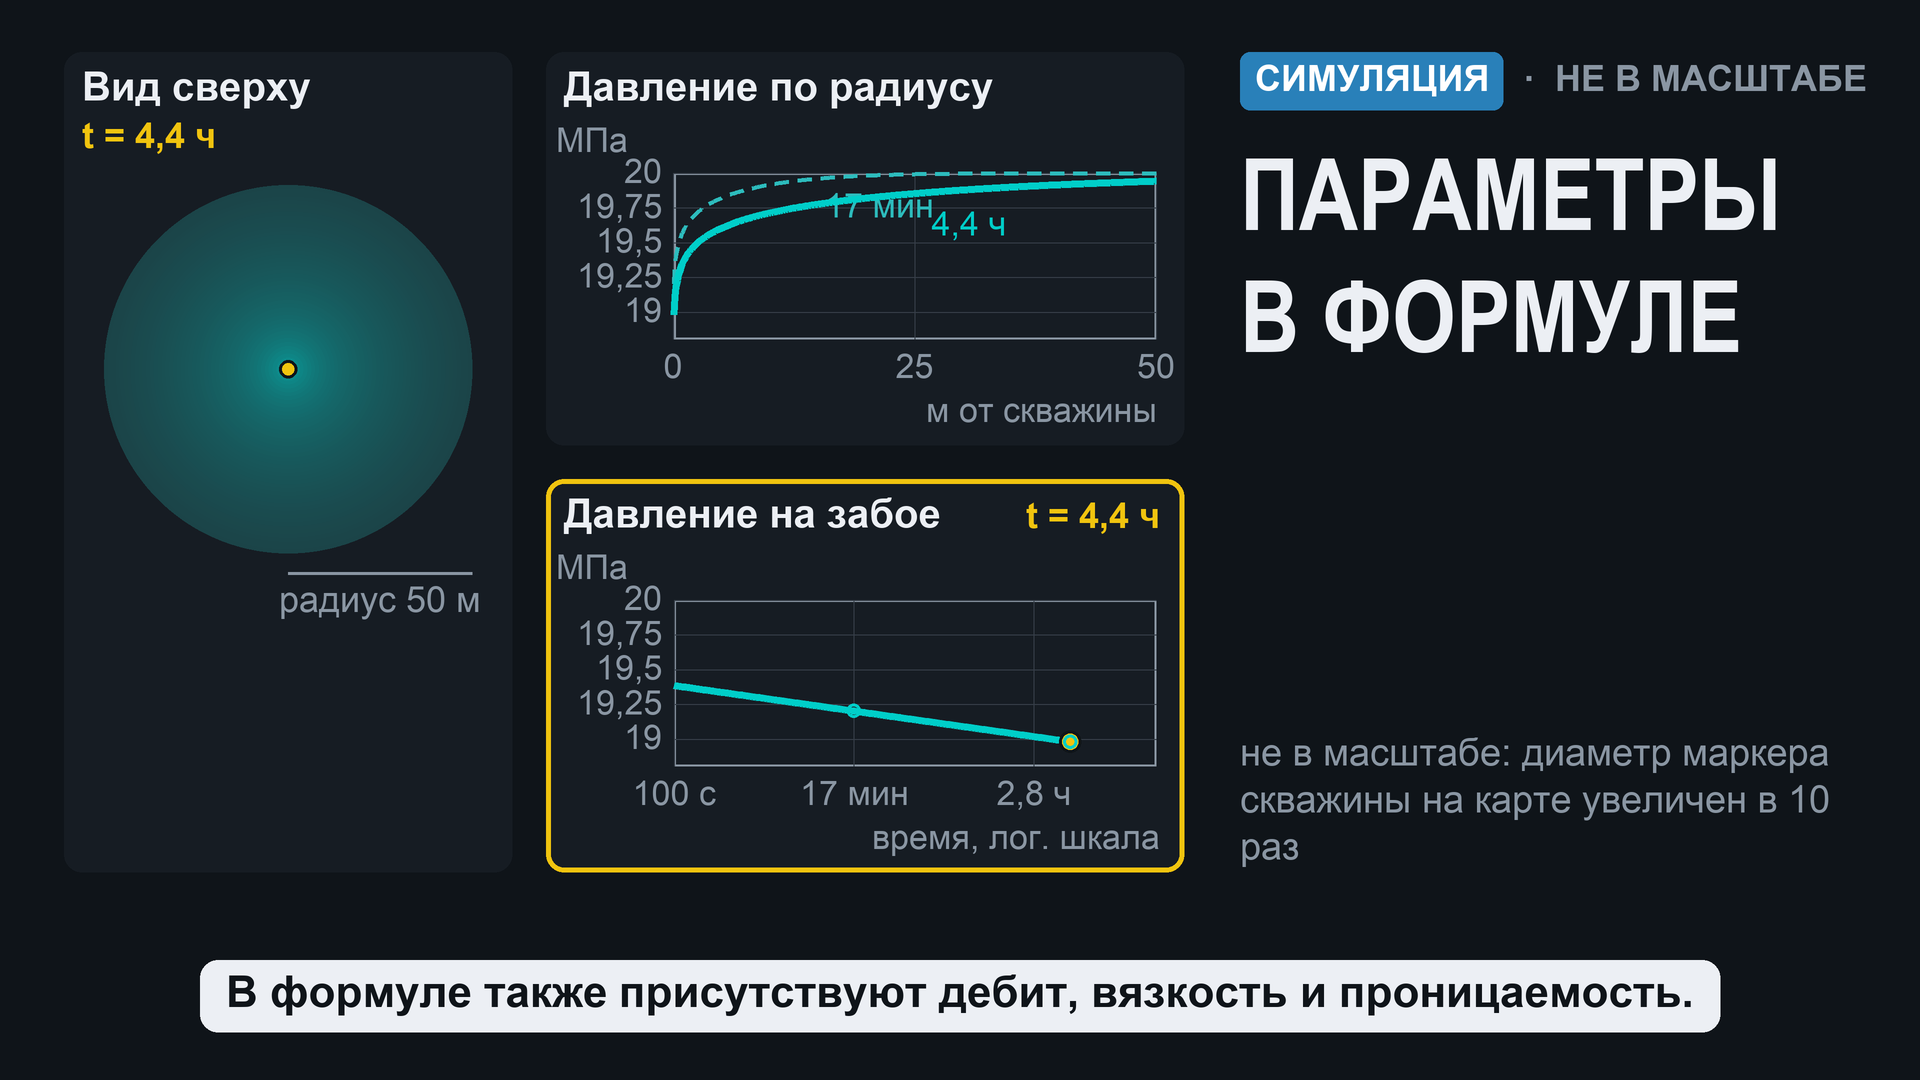 Вид сверху
t = 4,4 ч
радиус 50 м
Давление по радиусу
МПа
20
19,75
19,5
19,25
19
17 мин
4,4 ч
0
25
50
м от скважины
Давление на забое
t = 4,4 ч
МПа
20
19,75
19,5
19,25
19
100 с
17 мин
2,8 ч
время, лог. шкала
СИМУЛЯЦИЯ · НЕ В МАСШТАБЕ
ПАРАМЕТРЫ
В ФОРМУЛЕ
не в масштабе: диаметр маркера
скважины на карте увеличен в 10
раз
В формуле также присутствуют дебит, вязкость и проницаемость.